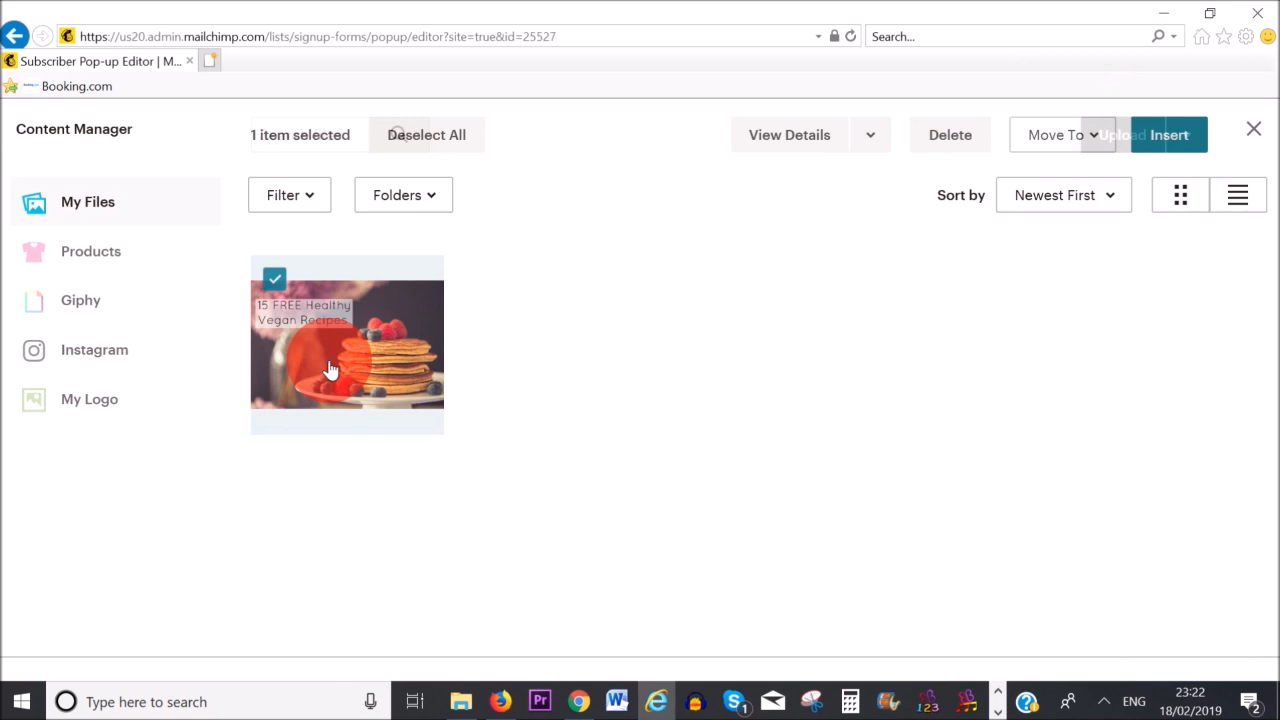 https://us20.admin.mailchimp.com/lists/signup-forms/popup/editor?site=true&id=25527
Search...
Subscriber Pop-up Editor | M...
Booking.com
Content Manager
1 item selected
Deselect All
View Details
Delete
Move To
Upload
Insert
My Files
Filter
Folders
Sort by
Newest First
Products
Giphy
Instagram
My Logo
15 FREE Healthy
Vegan Recipes
Type here to search
ENG
23:22
18/02/2019